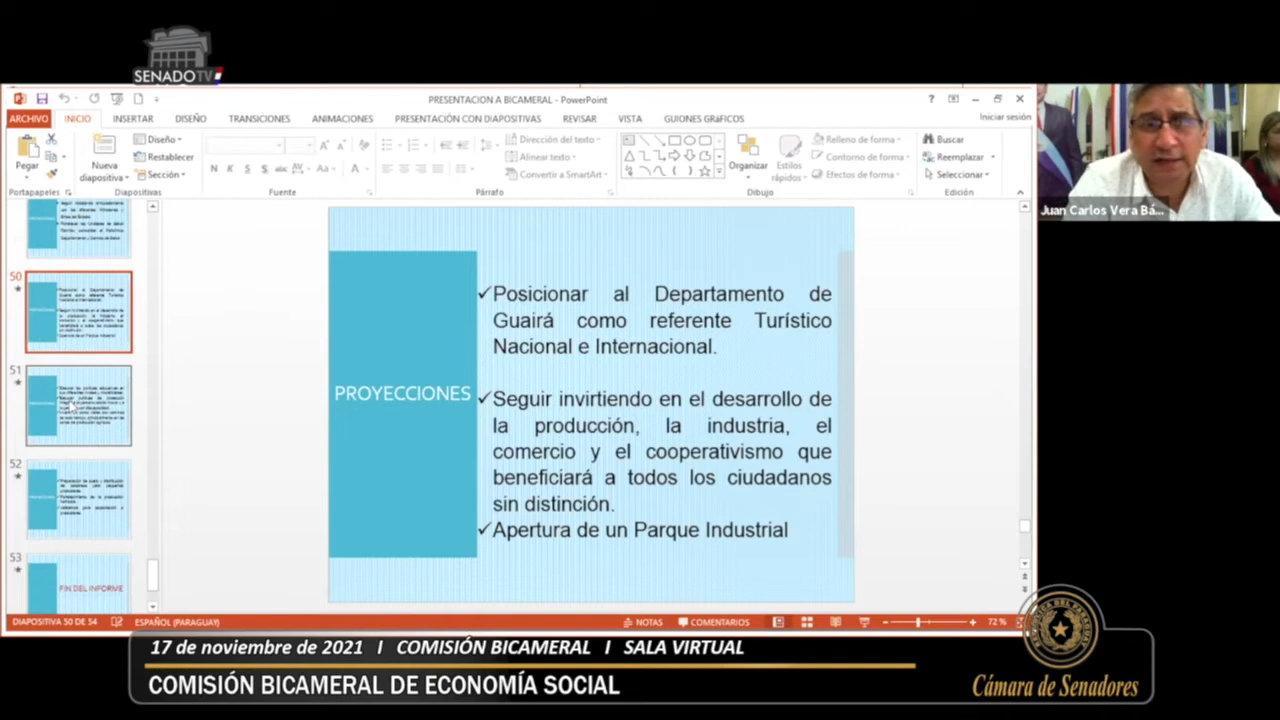 SENADOTV
PRESENTACION A BICAMERAL - PowerPoint
Iniciar sesión
ARCHIVO INICIO INSERTAR DISEÑO TRANSICIONES ANIMACIONES PRESENTACIÓN CON DIAPOSITIVAS REVISAR VISTA GUIONES GRÁFICOS
Pegar
Nueva
diapositiva
Diseño
Restablecer
Sección
N K S abc AV Aa A
Dirección del texto
Alinear texto
Convertir a SmartArt
Organizar
Estilos
rápidos
Relleno de forma
Contorno de forma
Efectos de forma
Buscar
Reemplazar
Seleccionar
Portapapeles Diapositivas Fuente Párrafo Dibujo Edición
Juan Carlos Vera Bá...
50
51
52
53
FIN DEL INFORME
PROYECCIONES
Posicionar al Departamento de
Guairá como referente Turístico
Nacional e Internacional.
Seguir invirtiendo en el desarrollo de
la producción, la industria, el
comercio y el cooperativismo que
beneficiará a todos los ciudadanos
sin distinción.
Apertura de un Parque Industrial
DIAPOSITIVA 50 DE 54 ESPAÑOL (PARAGUAY) NOTAS COMENTARIOS 72 %
17 de noviembre de 2021 I COMISIÓN BICAMERAL I SALA VIRTUAL
COMISIÓN BICAMERAL DE ECONOMÍA SOCIAL
Cámara de Senadores